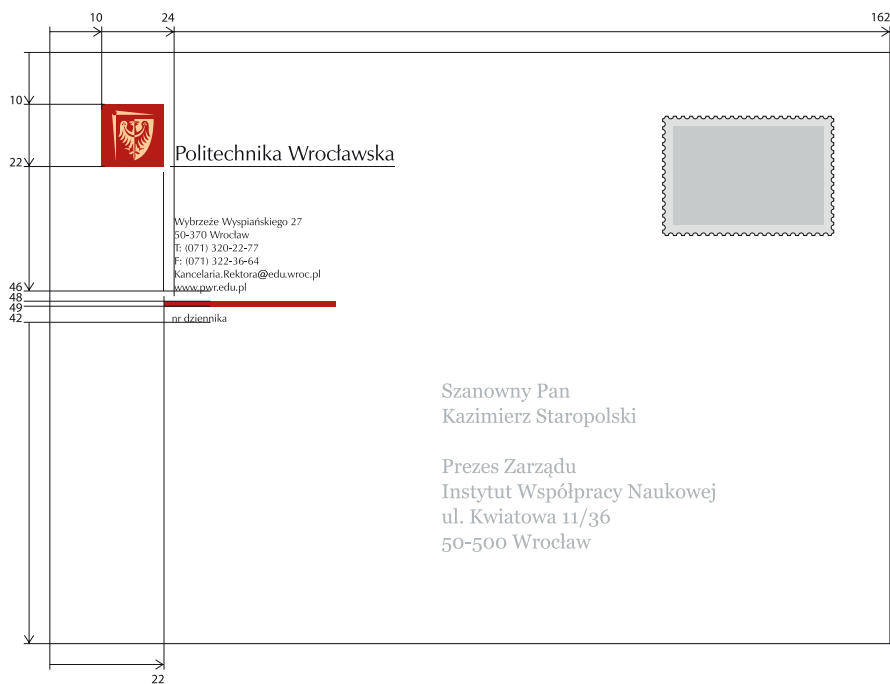 10
24
162
10
22
Politechnika Wrocławska
Wybrzeże Wyspiańskiego 27
50-370 Wrocław
T: (071) 320-22-77
F: (071) 322-36-64
Kancelaria.Rektora@edu.wroc.pl
www.pwr.edu.pl
46
48
49
42
nr dziennika
Szanowny Pan
Kazimierz Staropolski
Prezes Zarządu
Instytut Współpracy Naukowej
ul. Kwiatowa 11/36
50-500 Wrocław
22